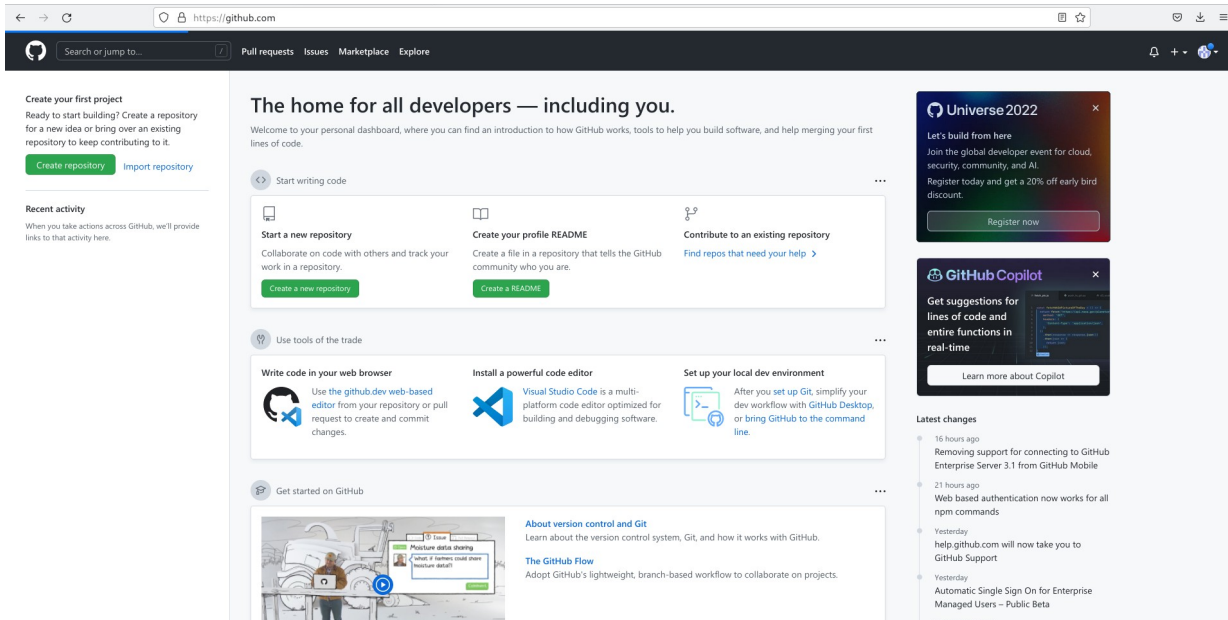 https://github.com
Search or jump to...
/
Pull requests
Issues
Marketplace
Explore
Create your first project
Ready to start building? Create a repository
for a new idea or bring over an existing
repository to keep contributing to it.
Create repository
Import repository
Recent activity
When you take actions across GitHub, we'll provide
links to that activity here.
The home for all developers — including you.
Welcome to your personal dashboard, where you can find an introduction to how GitHub works, tools to help you build software, and help merging your first
lines of code.
Start writing code
Start a new repository
Collaborate on code with others and track your
work in a repository.
Create a new repository
Create your profile README
Create a file in a repository that tells the GitHub
community who you are.
Create a README
Contribute to an existing repository
Find repos that need your help
Use tools of the trade
Write code in your web browser
Use the github.dev web-based
editor from your repository or pull
request to create and commit
changes.
Install a powerful code editor
Visual Studio Code is a multi-
platform code editor optimized for
building and debugging software.
Set up your local dev environment
After you set up Git, simplify your
dev workflow with GitHub Desktop,
or bring GitHub to the command
line.
Get started on GitHub
Issue
Moisture data sharing
What if farmers could share
moisture data?!
About version control and Git
Learn about the version control system, Git, and how it works with GitHub.
The GitHub Flow
Adopt GitHub's lightweight, branch-based workflow to collaborate on projects.
Universe 2022
Let's build from here
Join the global developer event for cloud,
security, community, and AI.
Register today and get a 20% off early bird
discount.
Register now
GitHub Copilot
Get suggestions for
lines of code and
entire functions in
real-time
Learn more about Copilot
Latest changes
16 hours ago
Removing support for connecting to GitHub
Enterprise Server 3.1 from GitHub Mobile
21 hours ago
Web based authentication now works for all
npm commands
Yesterday
help.github.com will now take you to
GitHub Support
Yesterday
Automatic Single Sign On for Enterprise
Managed Users – Public Beta